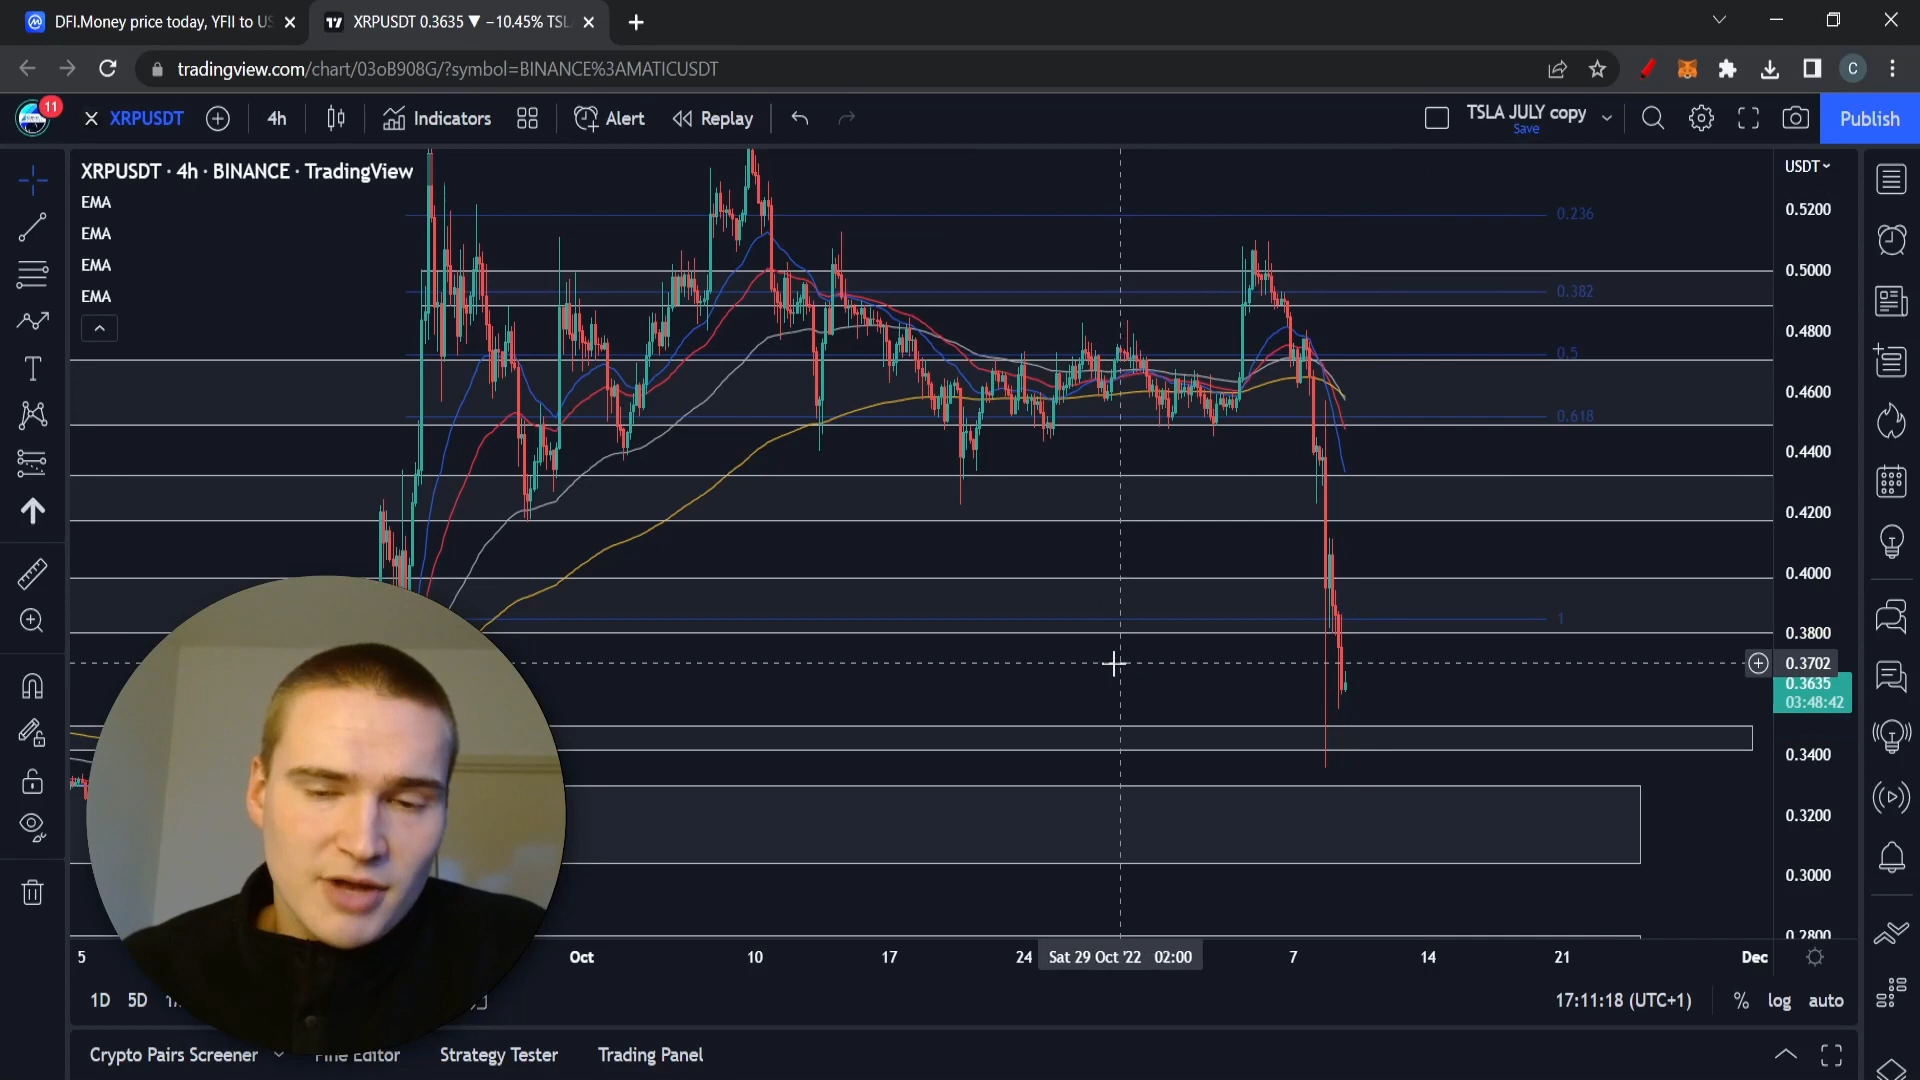 DFI.Money price today, YFII to US
XRPUSDT 0.3635 ▼ −10.45% TSL
tradingview.com/chart/03oB908G/?symbol=BINANCE%3AMATICUSDT
C
11
XRPUSDT
4h
Indicators
Alert
Replay
TSLA JULY copy
Save
Publish
XRPUSDT · 4h · BINANCE · TradingView
USDT
EMA
EMA
EMA
EMA
0.236
0.382
0.5
0.618
1
0.5200
0.5000
0.4800
0.4600
0.4400
0.4200
0.4000
0.3800
0.3702
0.3635
03:48:42
0.3400
0.3200
0.3000
0.2800
5
Oct
10
17
24
Sat 29 Oct '22 02:00
7
14
21
Dec
1D
5D
17:11:18 (UTC+1)
%
log
auto
Crypto Pairs Screener
Pine Editor
Strategy Tester
Trading Panel